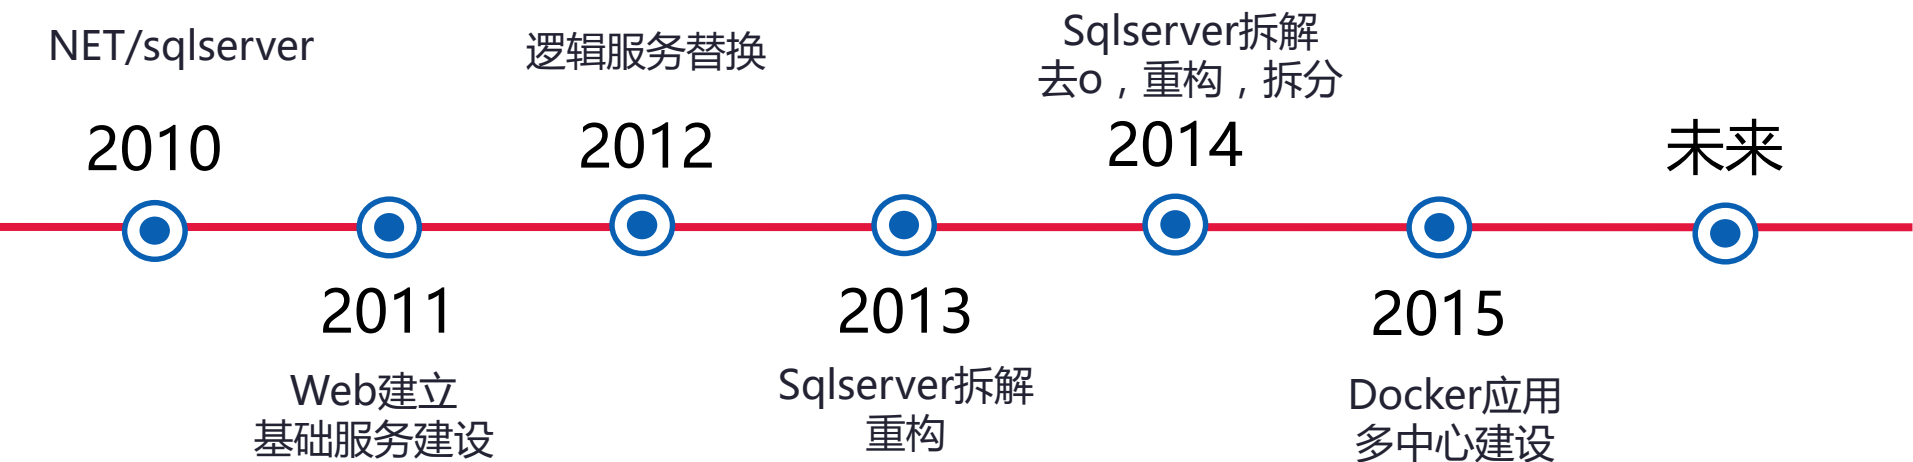 NET/sqlserver
2010
2011
Web建立
基础服务建设
逻辑服务替换
2012
2013
Sqlserver拆解
重构
Sqlserver拆解
去o，重构，拆分
2014
2015
Docker应用
多中心建设
未来